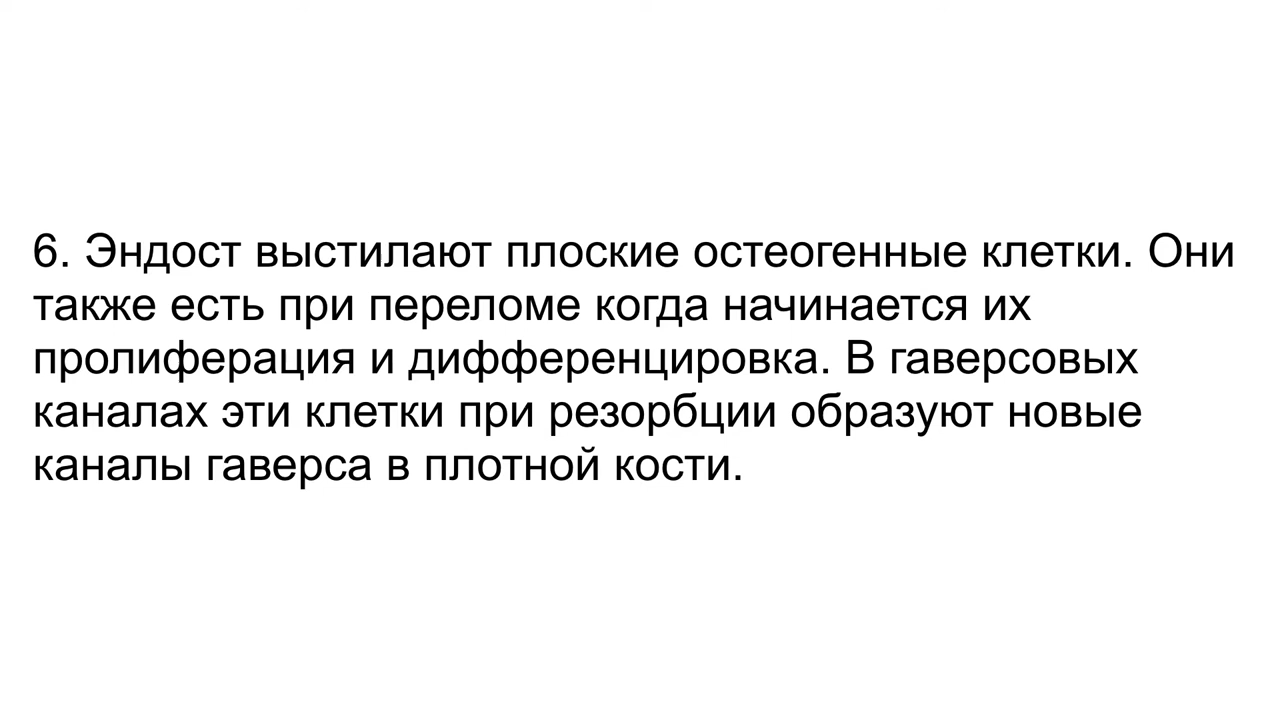 6. Эндост выстилают плоские остеогенные клетки. Они
также есть при переломе когда начинается их
пролиферация и дифференцировка. В гаверсовых
каналах эти клетки при резорбции образуют новые
каналы гаверса в плотной кости.